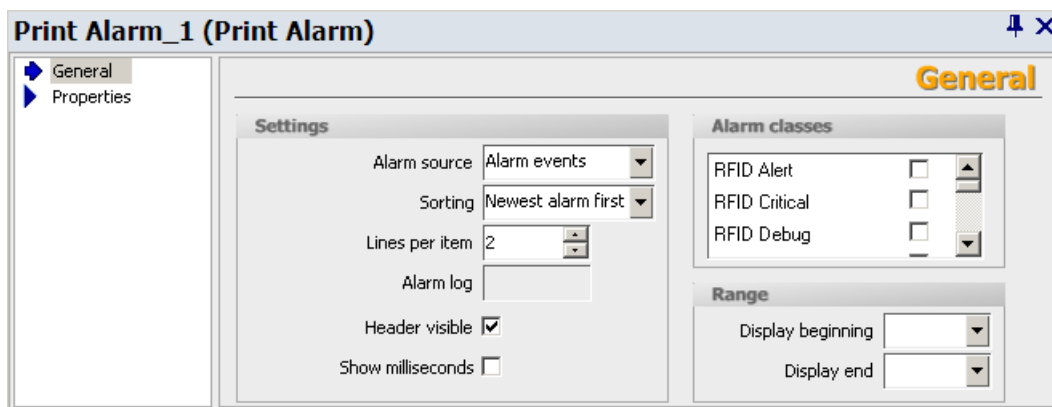 Print Alarm_1 (Print Alarm)
General
Properties
General
Settings
Alarm source Alarm events
Sorting Newest alarm first
Lines per item 2
Alarm log
Header visible
Show milliseconds
Alarm classes
RFID Alert
RFID Critical
RFID Debug
Range
Display beginning
Display end